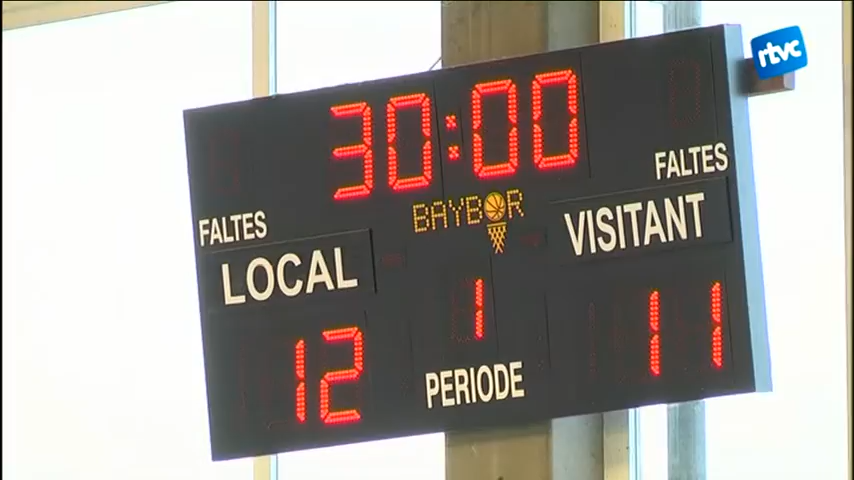 rtvc
30:00
FALTES
FALTES
BAYBOR
LOCAL
VISITANT
1
12
11
PERIODE